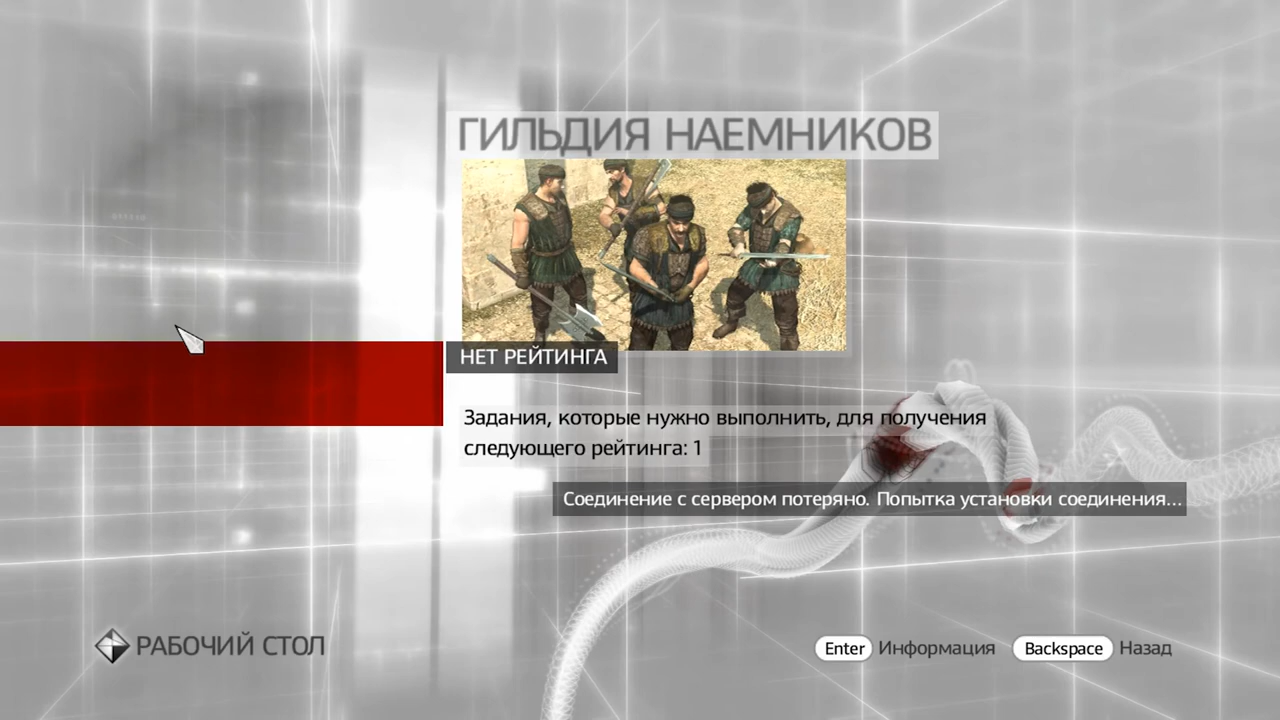 ГИЛЬДИЯ НАЕМНИКОВ
НЕТ РЕЙТИНГА
Задания, которые нужно выполнить, для получения
следующего рейтинга: 1
Соединение с сервером потеряно. Попытка установки соединения...
РАБОЧИЙ СТОЛ
Enter Информация Backspace Назад